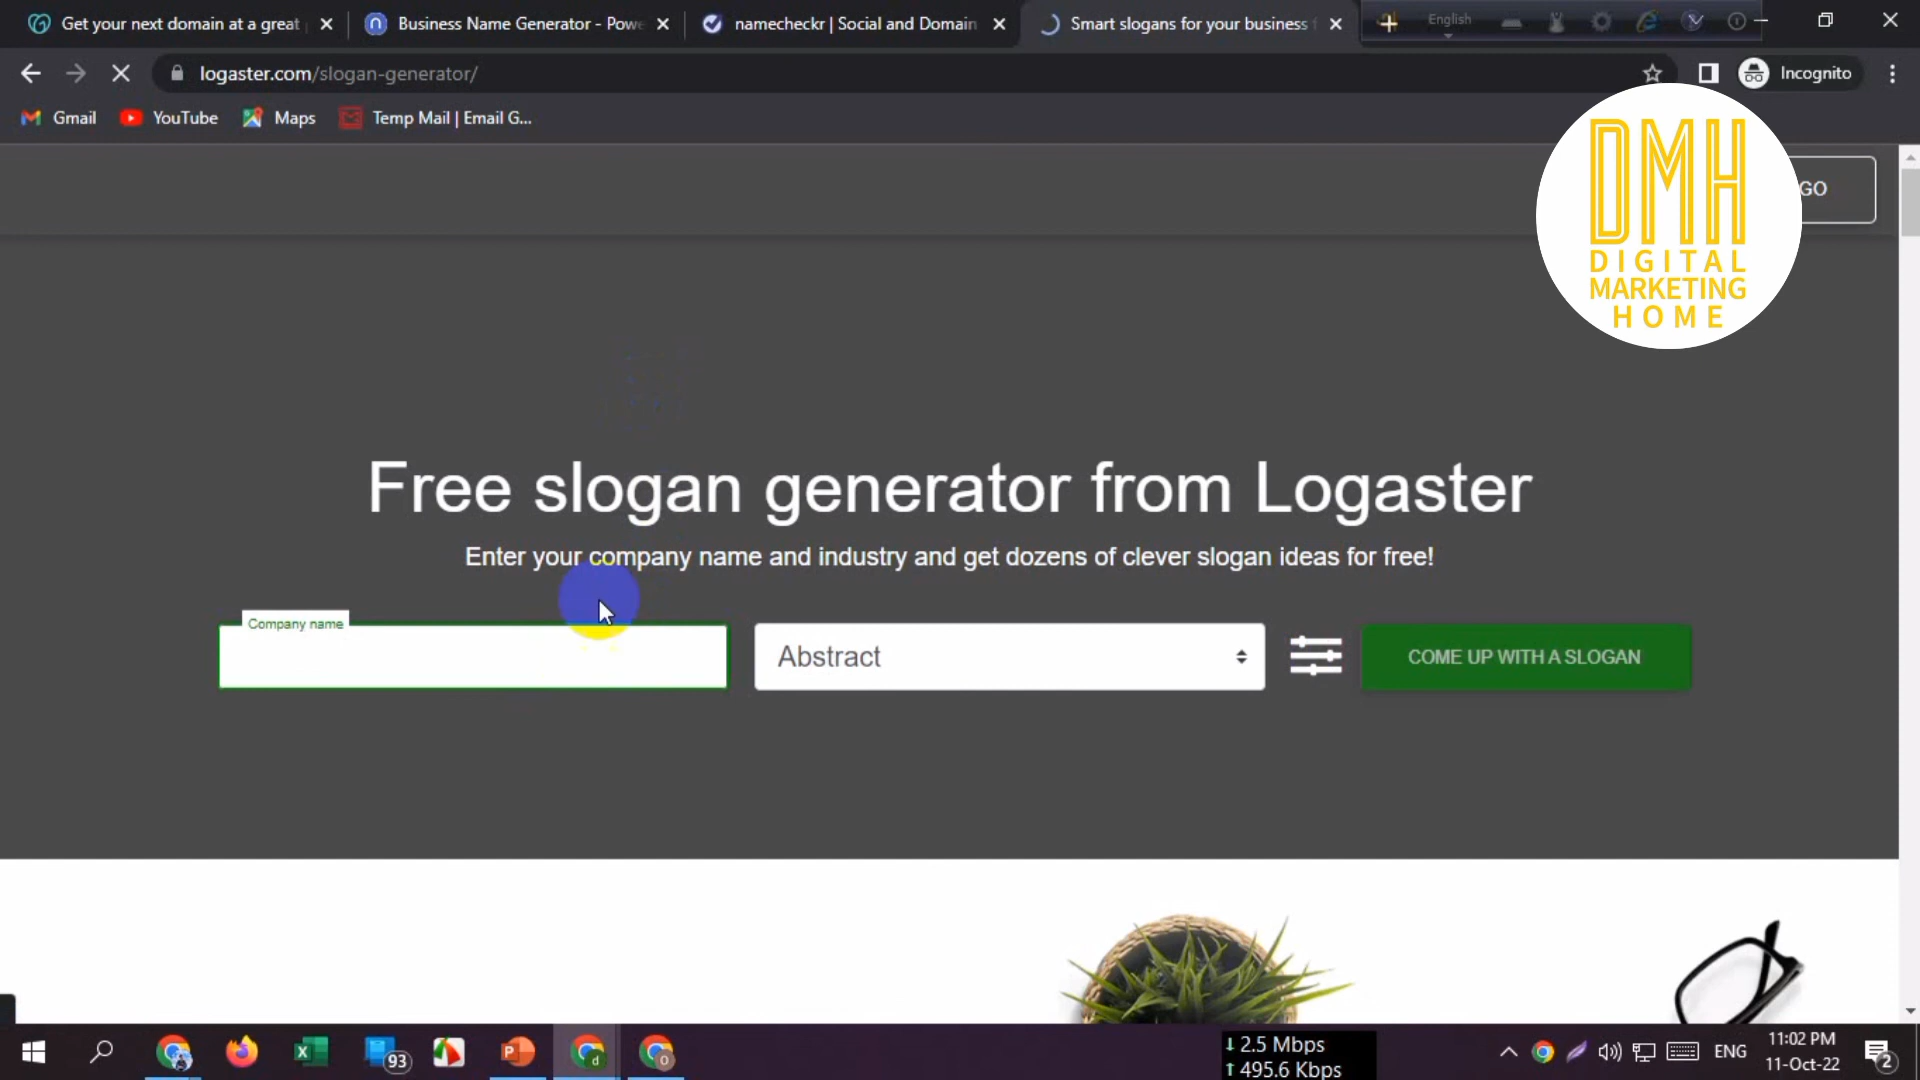 Get your next domain at a great
Business Name Generator - Powe
namecheckr | Social and Domain
Smart slogans for your business f
English
logaster.com/slogan-generator/
Incognito
Gmail
YouTube
Maps
Temp Mail | Email G...
GO
DMH
DIGITAL
MARKETING
HOME
Free slogan generator from Logaster
Enter your company name and industry and get dozens of clever slogan ideas for free!
Company name
Abstract
COME UP WITH A SLOGAN
93
2.5 Mbps
495.6 Kbps
ENG
11:02 PM
11-Oct-22
2